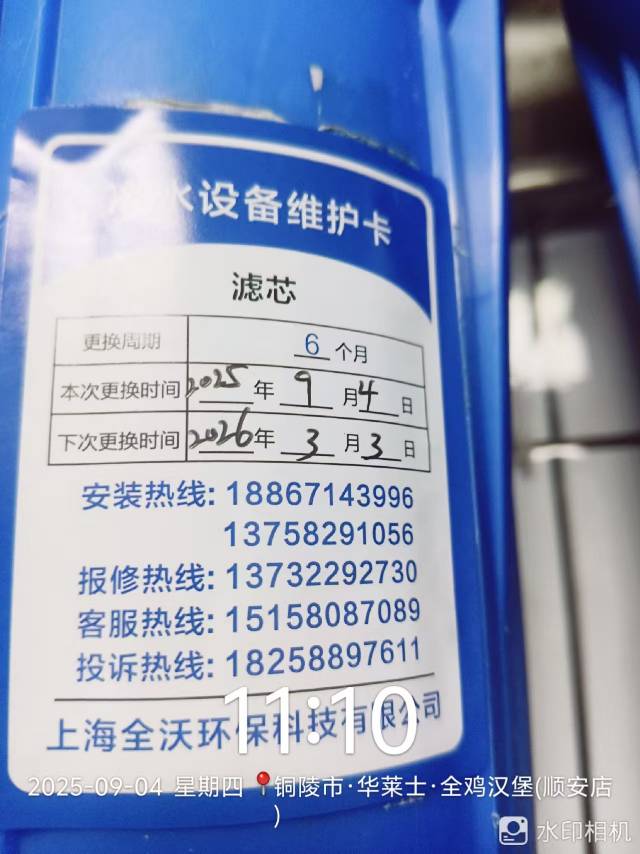 水设备维护卡
滤芯
更换周期 6 个月
本次更换时间 2025 年 9 月 4 日
下次更换时间 2026 年 3 月 3 日
安装热线: 18867143996
13758291056
报修热线: 13732292730
客服热线: 15158087089
投诉热线: 18258897611
11:10
上海全沃环保科技有限公司
2025-09-04 星期四 铜陵市·华莱士·全鸡汉堡(顺安店
)
水印相机